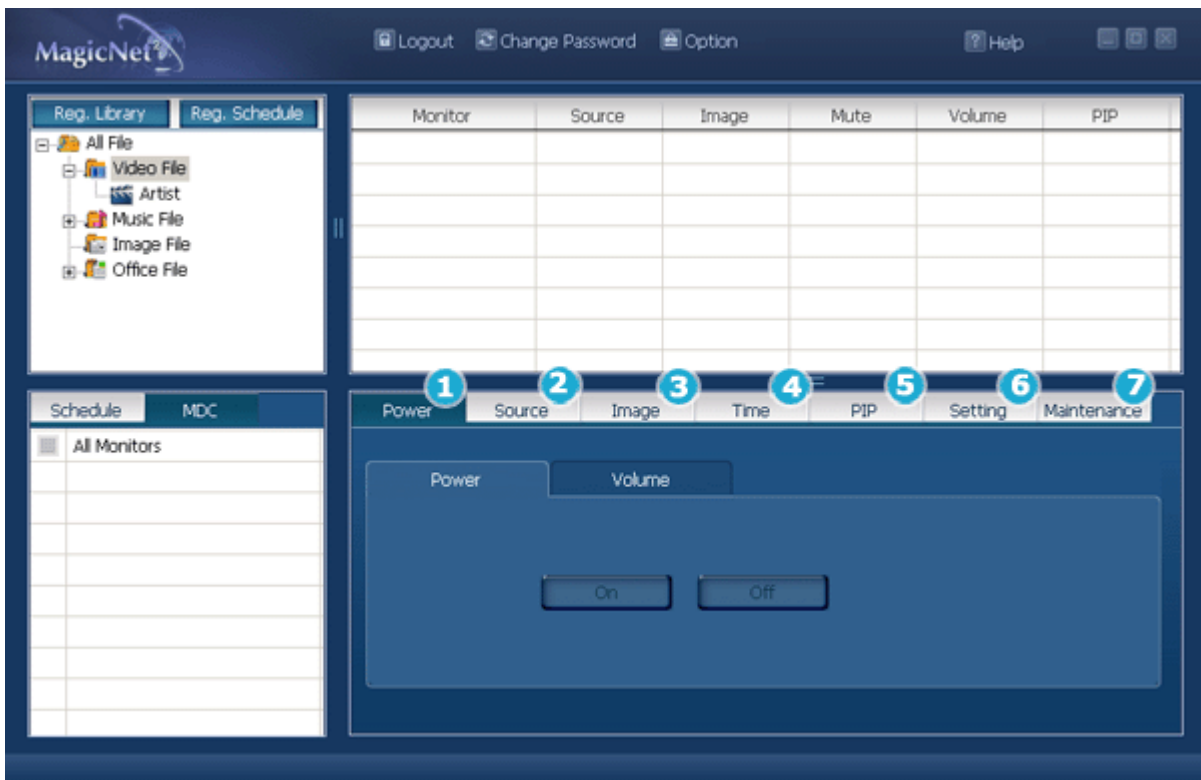 MagicNet
Logout Change Password Option Help
Reg. Library Reg. Schedule
All File
Video File
Artist
Music File
Image File
Office File
Monitor Source Image Mute Volume PIP
Schedule MDC
All Monitors
1 2 3 4 5 6 7
Power Source Image Time PIP Setting Maintenance
Power Volume
On Off